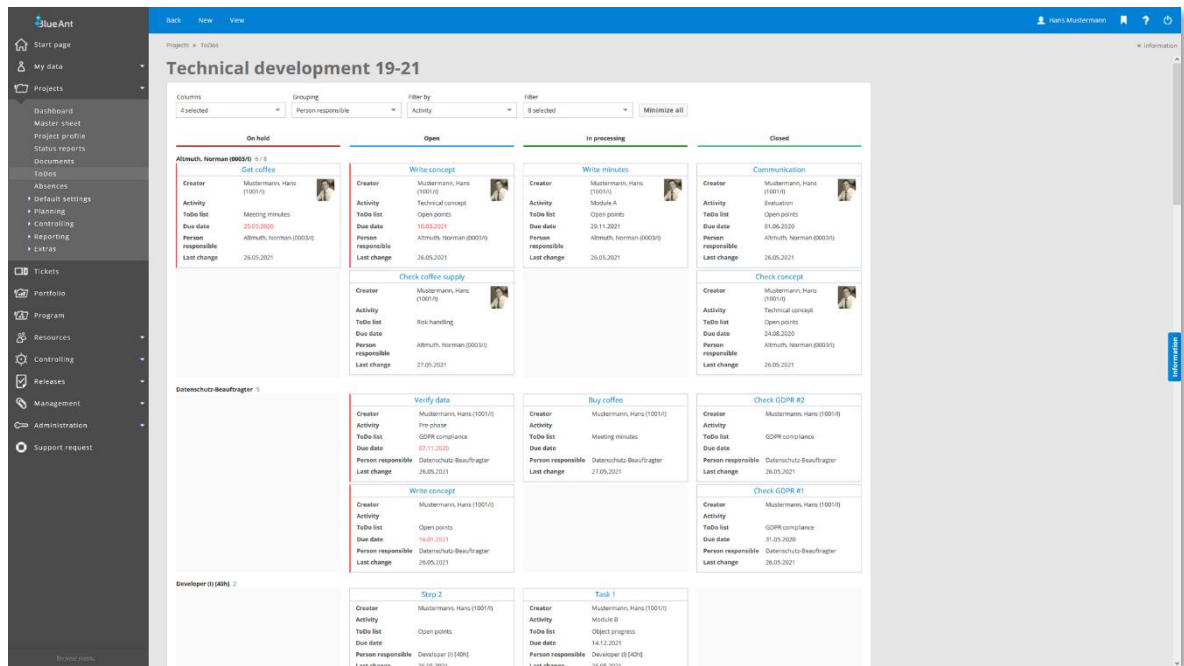 BlueAnt
Back New View
Hans Mustermann ?
Start page
My data
Projects
Dashboard
Master sheet
Project profile
Status reports
Documents
ToDos
Absences
Default settings
Planning
Controlling
Reporting
Extras
Tickets
Portfolio
Program
Resources
Controlling
Releases
Management
Administration
Support request
Browse menu
Projects » ToDos
« Information
Technical development 19-21
Columns Grouping Filter by Filter
4 selected Person responsible Activity 8 selected Minimize all
On hold Open In processing Closed
Altmuth, Norman (0003/I) 6 / 8
Get coffee
Creator Mustermann, Hans
(1001/I)
Activity
ToDo list Meeting minutes
Due date 25.05.2020
Person Altmuth, Norman (0003/I)
responsible
Last change 26.05.2021
Write concept
Creator Mustermann, Hans
(1001/I)
Activity Technical concept
ToDo list Open points
Due date 10.03.2021
Person Altmuth, Norman (0003/I)
responsible
Last change 26.05.2021
Write minutes
Creator Mustermann, Hans
(1001/I)
Activity Module A
ToDo list Open points
Due date 29.11.2021
Person Altmuth, Norman (0003/I)
responsible
Last change 26.05.2021
Communication
Creator Mustermann, Hans
(1001/I)
Activity Evaluation
ToDo list Open points
Due date 01.06.2020
Person Altmuth, Norman (0003/I)
responsible
Last change 26.05.2021
Check coffee supply
Creator Mustermann, Hans
(1001/I)
Activity
ToDo list Risk handling
Due date
Person Altmuth, Norman (0003/I)
responsible
Last change 27.05.2021
Check concept
Creator Mustermann, Hans
(1001/I)
Activity Technical concept
ToDo list Open points
Due date 24.08.2020
Person Altmuth, Norman (0003/I)
responsible
Last change 26.05.2021
Datenschutz-Beauftragter 5
Verify data
Creator Mustermann, Hans (1001/I)
Activity Pre-phase
ToDo list GDPR compliance
Due date 07.11.2020
Person responsible Datenschutz-Beauftragter
Last change 26.05.2021
Buy coffee
Creator Mustermann, Hans (1001/I)
Activity
ToDo list Meeting minutes
Due date
Person responsible Datenschutz-Beauftragter
Last change 27.05.2021
Check GDPR #2
Creator Mustermann, Hans (1001/I)
Activity
ToDo list GDPR compliance
Due date
Person responsible Datenschutz-Beauftragter
Last change 26.05.2021
Write concept
Creator Mustermann, Hans (1001/I)
Activity
ToDo list Open points
Due date 16.01.2021
Person responsible Datenschutz-Beauftragter
Last change 26.05.2021
Check GDPR #1
Creator Mustermann, Hans (1001/I)
Activity
ToDo list GDPR compliance
Due date 31.05.2020
Person responsible Datenschutz-Beauftragter
Last change 26.05.2021
Developer (I) [40h] 2
Step 2
Creator Mustermann, Hans (1001/I)
Activity
ToDo list Open points
Due date
Person responsible Developer (I) [40h]
Last change 26.05.2021
Task 1
Creator Mustermann, Hans (1001/I)
Activity Module B
ToDo list Object progress
Due date 14.12.2021
Person responsible Developer (I) [40h]
Last change 26.05.2021
Information